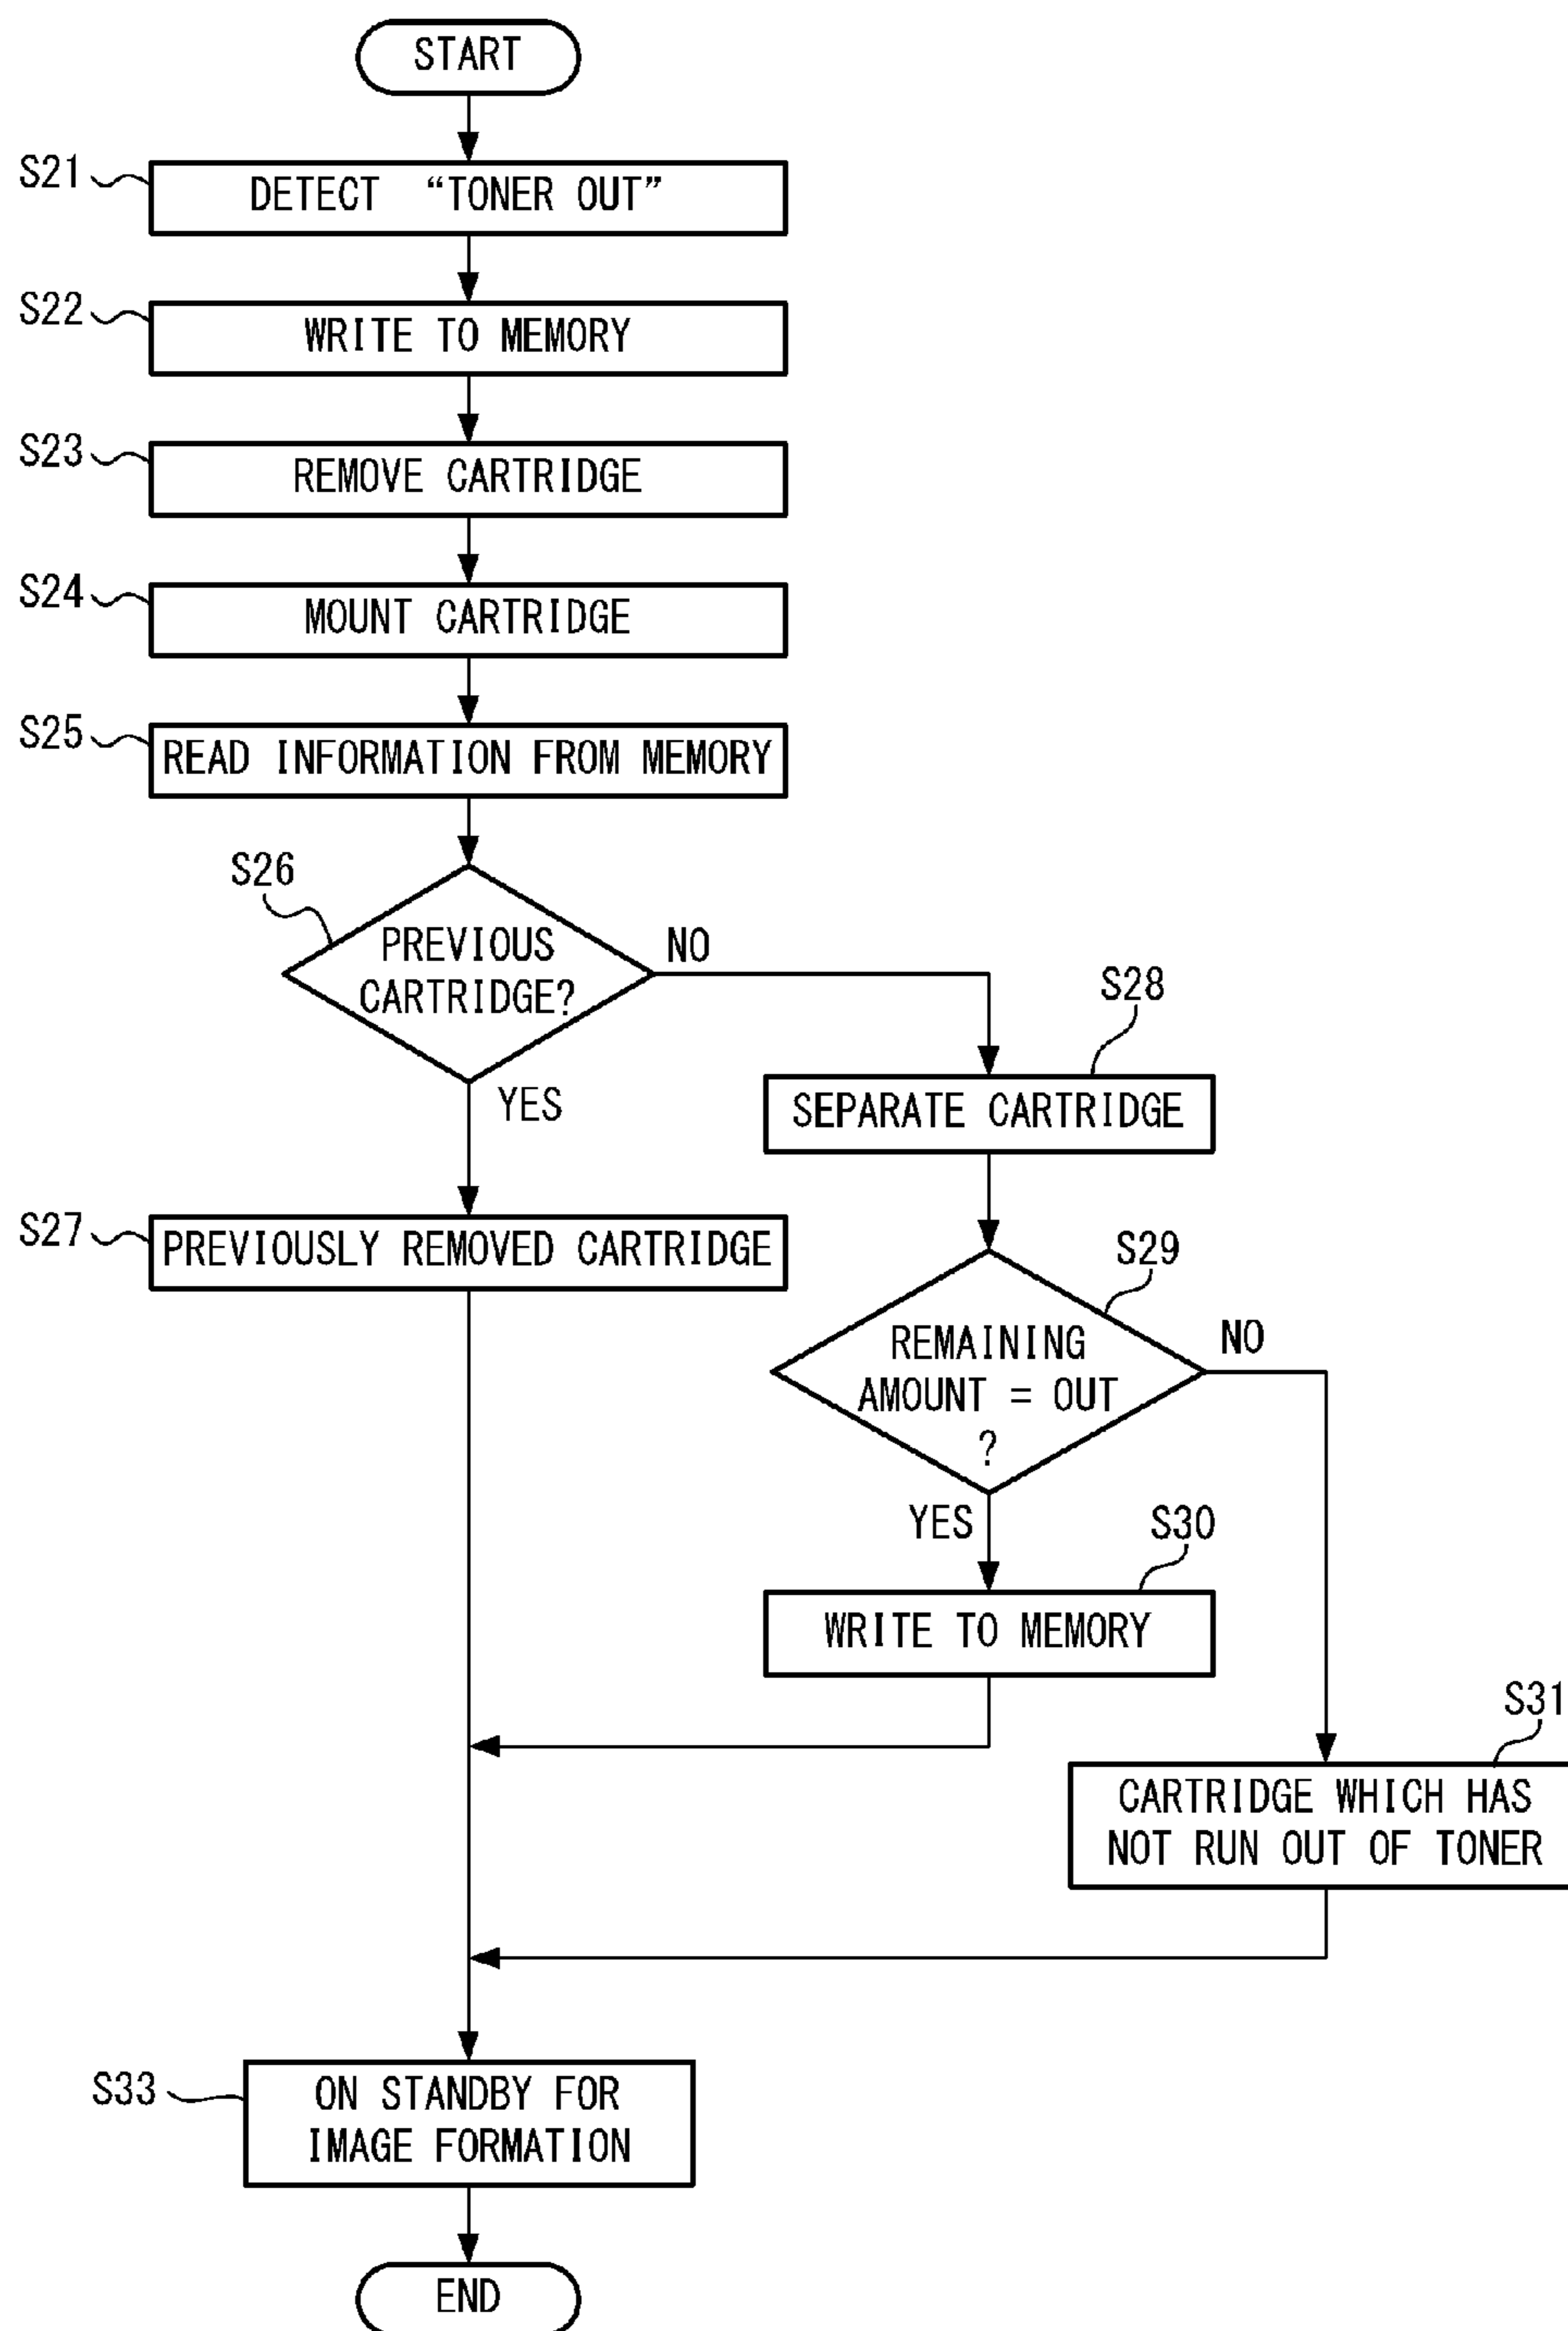 START
S21
DETECT “TONER OUT”
S22
WRITE TO MEMORY
S23
REMOVE CARTRIDGE
S24
MOUNT CARTRIDGE
S25
READ INFORMATION FROM MEMORY
S26
PREVIOUS
CARTRIDGE?
NO
YES
S28
SEPARATE CARTRIDGE
S27
PREVIOUSLY REMOVED CARTRIDGE
S29
REMAINING
AMOUNT = OUT
?
NO
YES
S30
WRITE TO MEMORY
S31
CARTRIDGE WHICH HAS
NOT RUN OUT OF TONER
S33
ON STANDBY FOR
IMAGE FORMATION
END